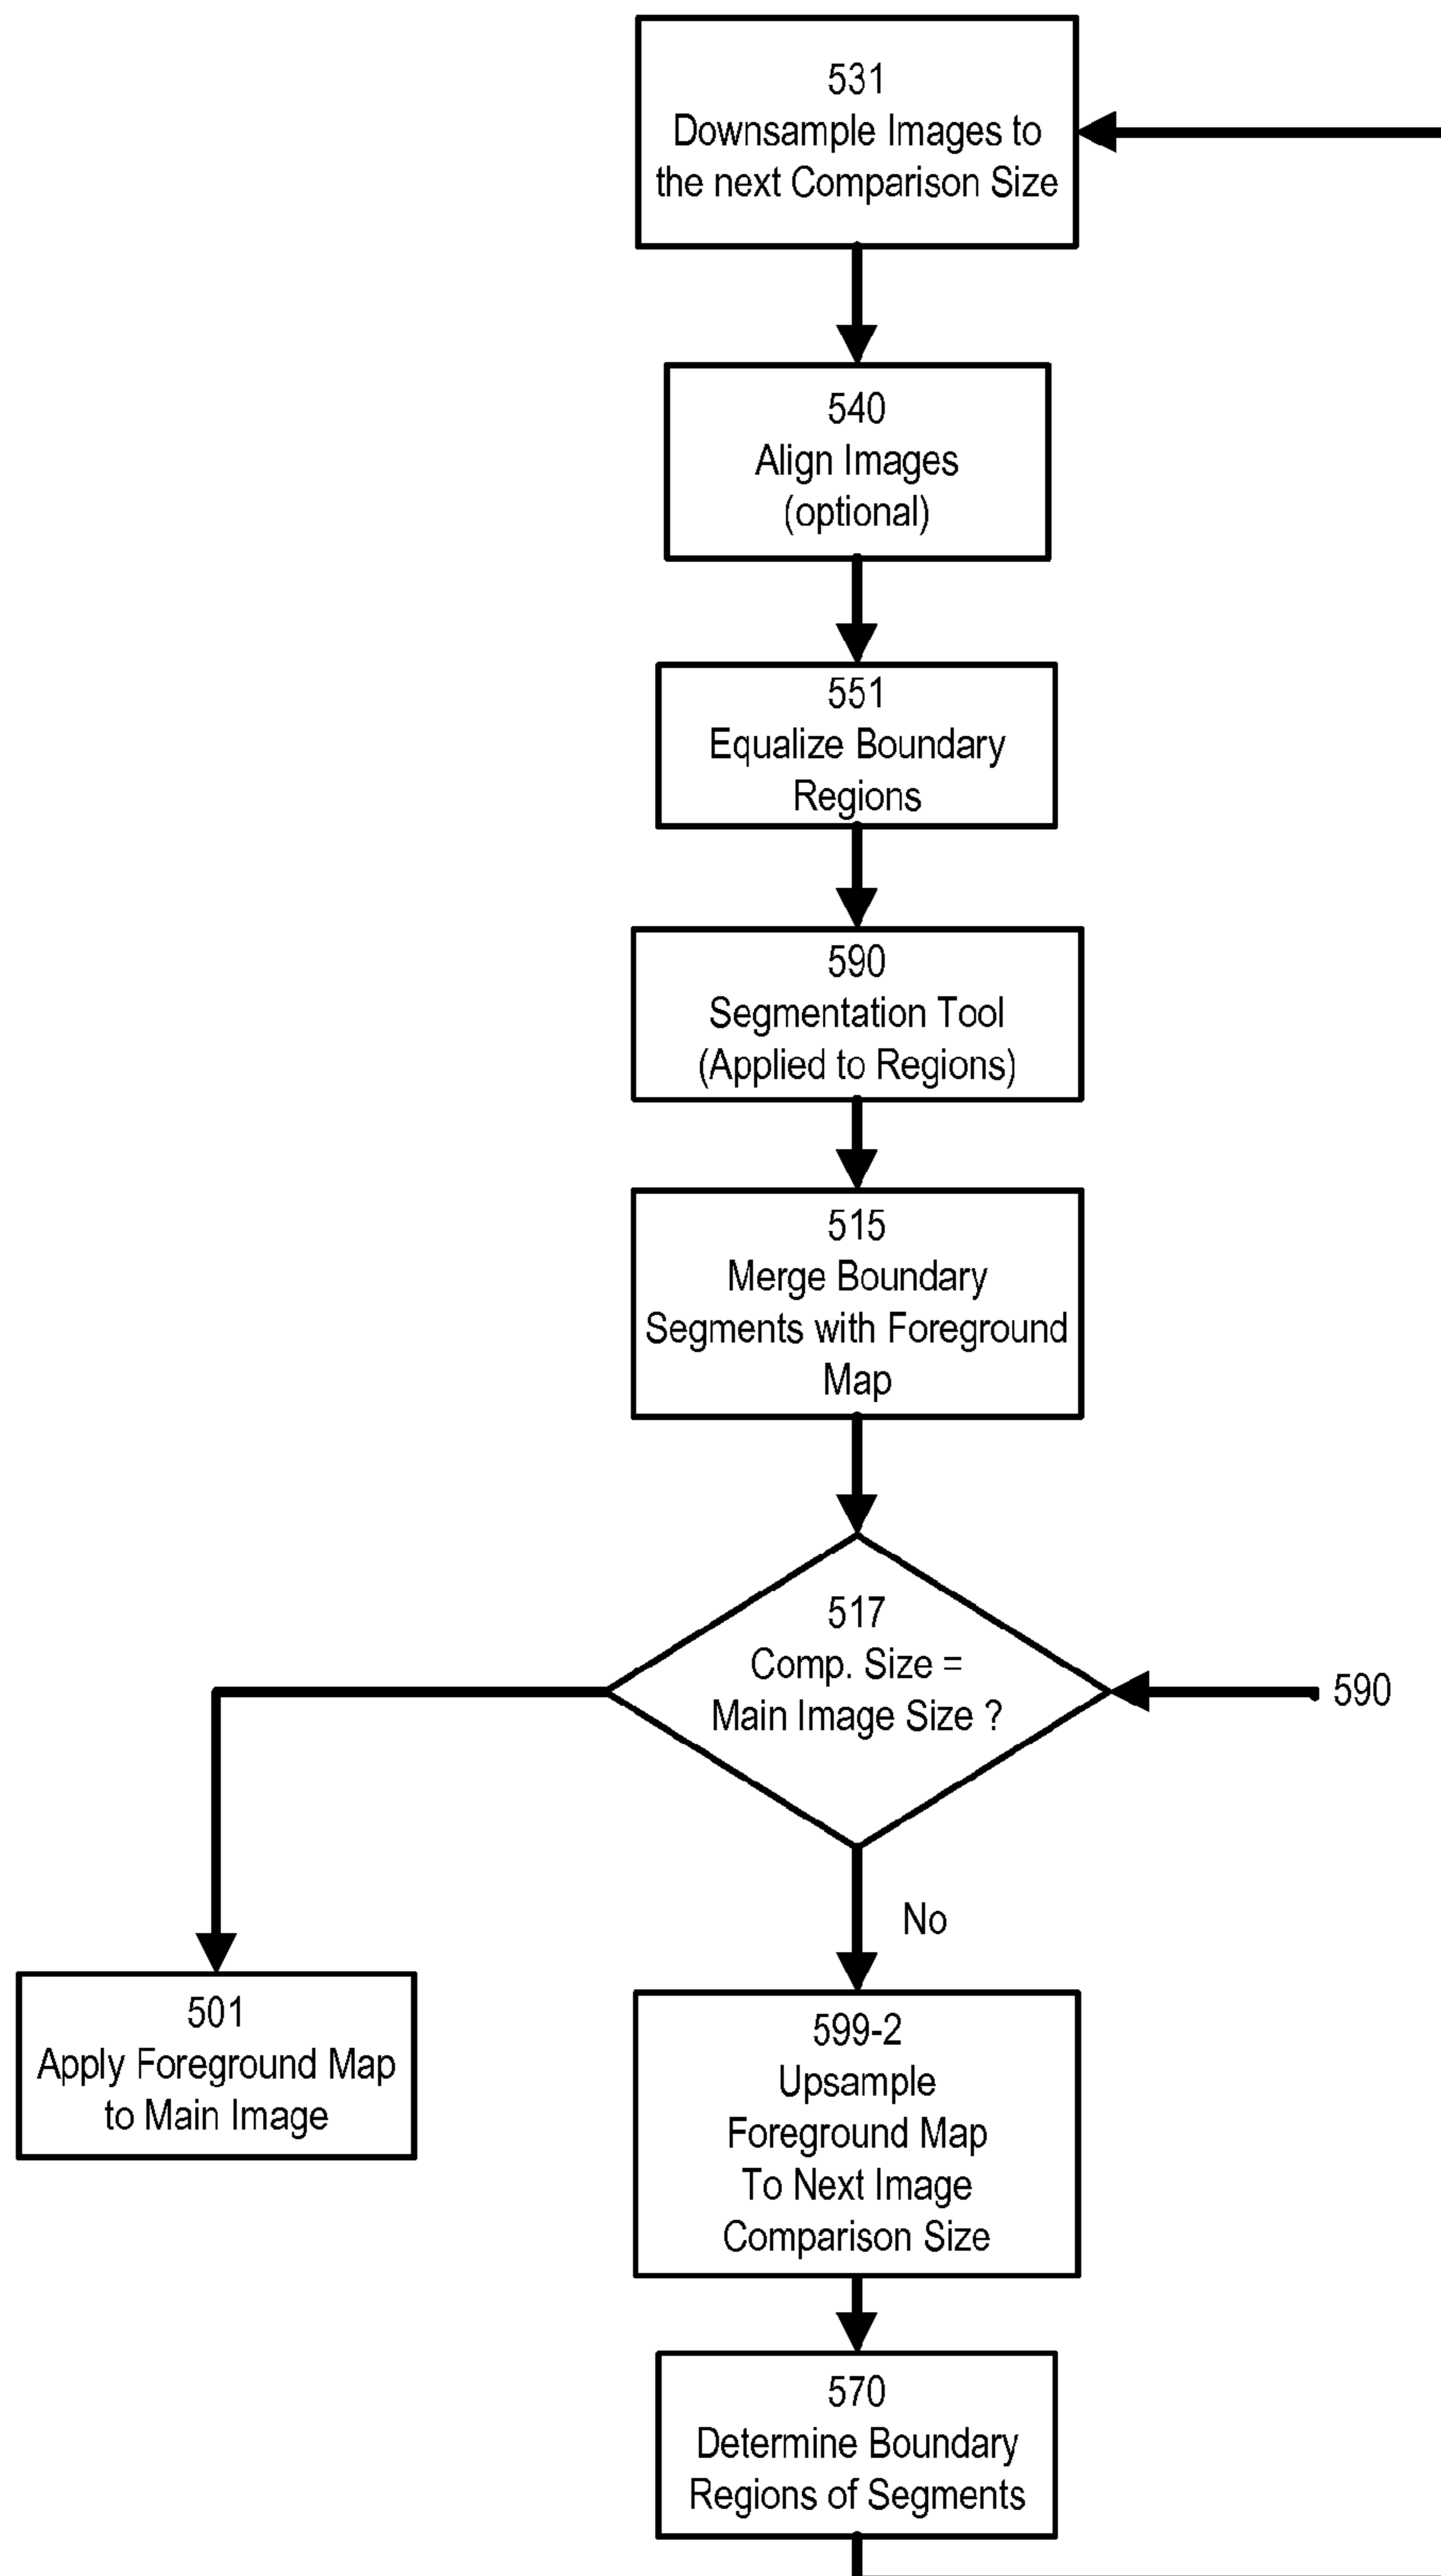 531
Downsample Images to
the next Comparison Size
540
Align Images
(optional)
551
Equalize Boundary
Regions
590
Segmentation Tool
(Applied to Regions)
515
Merge Boundary
Segments with Foreground
Map
517
Comp. Size =
Main Image Size ?
590
No
501
Apply Foreground Map
to Main Image
599-2
Upsample
Foreground Map
To Next Image
Comparison Size
570
Determine Boundary
Regions of Segments